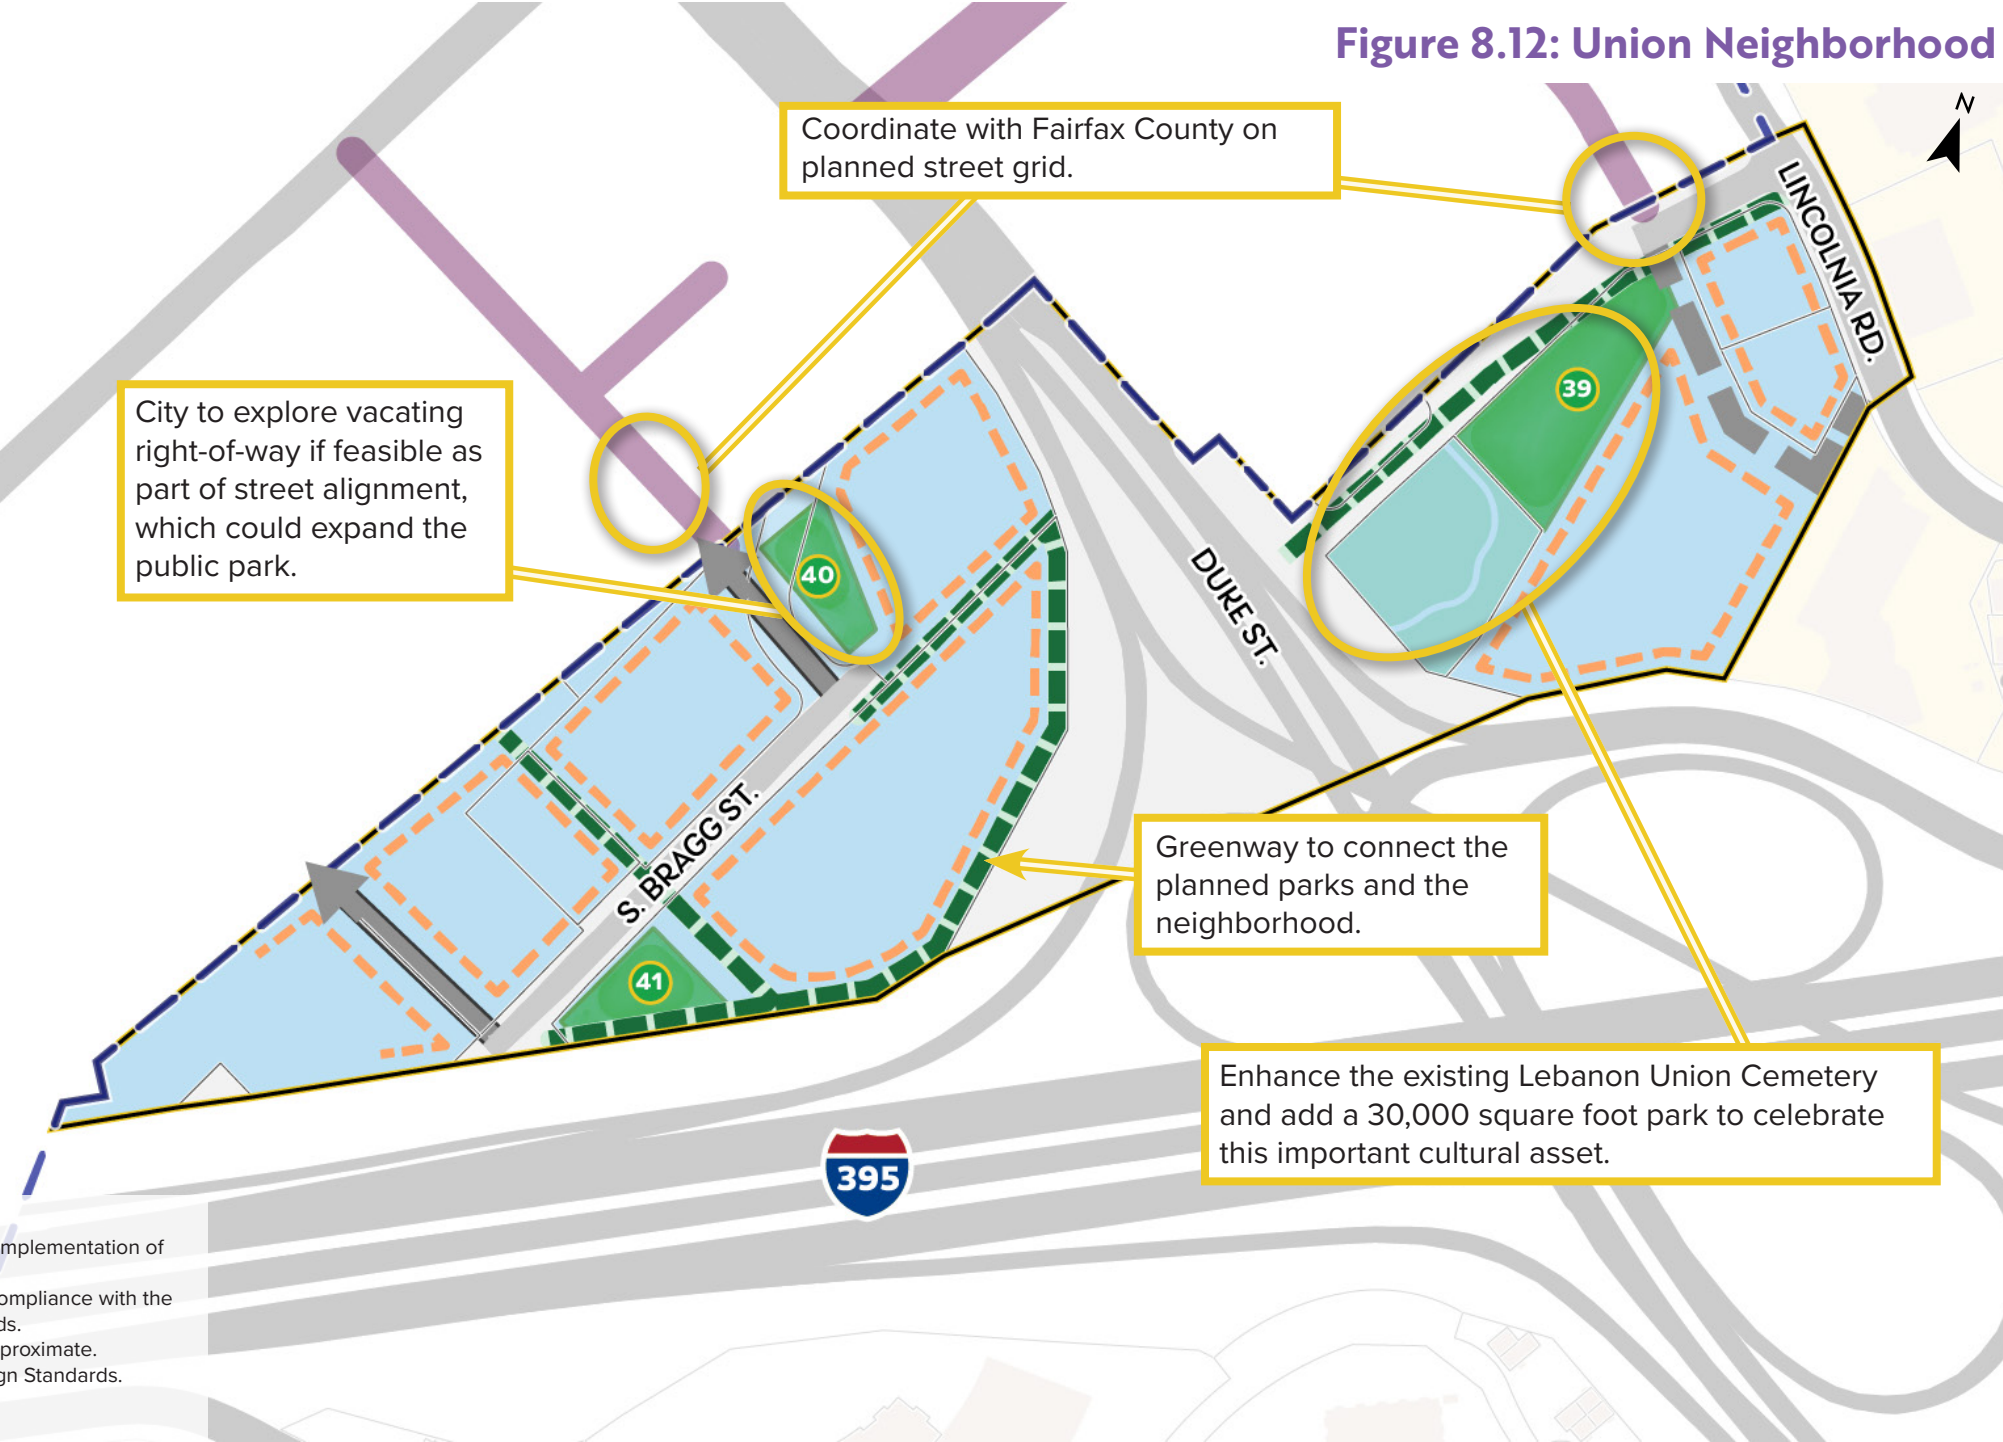 Figure 8.12: Union Neighborhood
N
Coordinate with Fairfax County on
planned street grid.
LINCOLNIA RD.
39
City to explore vacating
right-of-way if feasible as
part of street alignment,
which could expand the
public park.
40
DUKE ST.
S. BRAGG ST.
Greenway to connect the
planned parks and the
neighborhood.
41
Enhance the existing Lebanon Union Cemetery
and add a 30,000 square foot park to celebrate
this important cultural asset.
395
mplementation of
ompliance with the
ds.
proximate.
gn Standards.